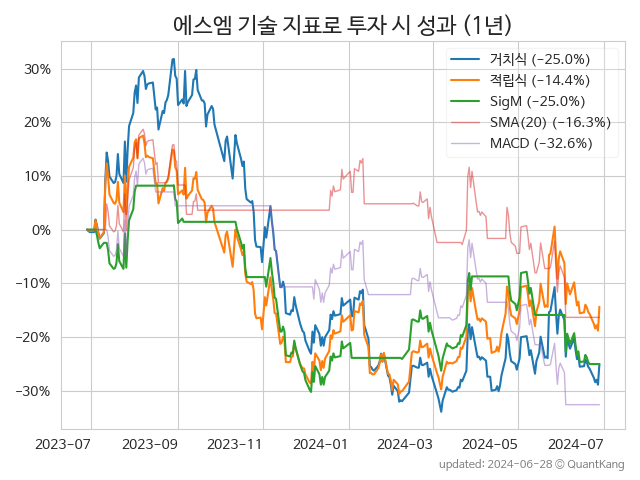 에스엠 기술 지표로 투자 시 성과 (1년)
거치식 (−25.0%)
적립식 (−14.4%)
SigM (−25.0%)
SMA(20) (−16.3%)
MACD (−32.6%)
30%
20%
10%
0%
−10%
−20%
−30%
2023-07 2023-09 2023-11 2024-01 2024-03 2024-05 2024-07
updated: 2024-06-28 @ QuantKang